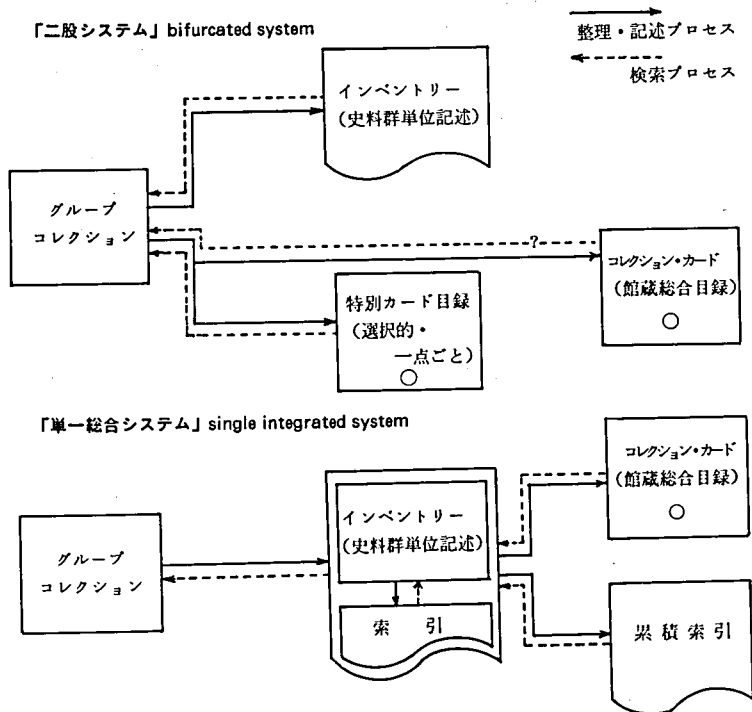 「二股システム」bifurcated system
整理・記述プロセス
検索プロセス
インベントリー
(史料群単位記述)
グループ
コレクション
?
コレクション・カード
(館蔵総合目録)
特別カード目録
(選択的・
一点ごと)
「単一総合システム」single integrated system
コレクション・カード
(館蔵総合目録)
インベントリー
(史料群単位記述)
グループ
コレクション
索 引
累積索引